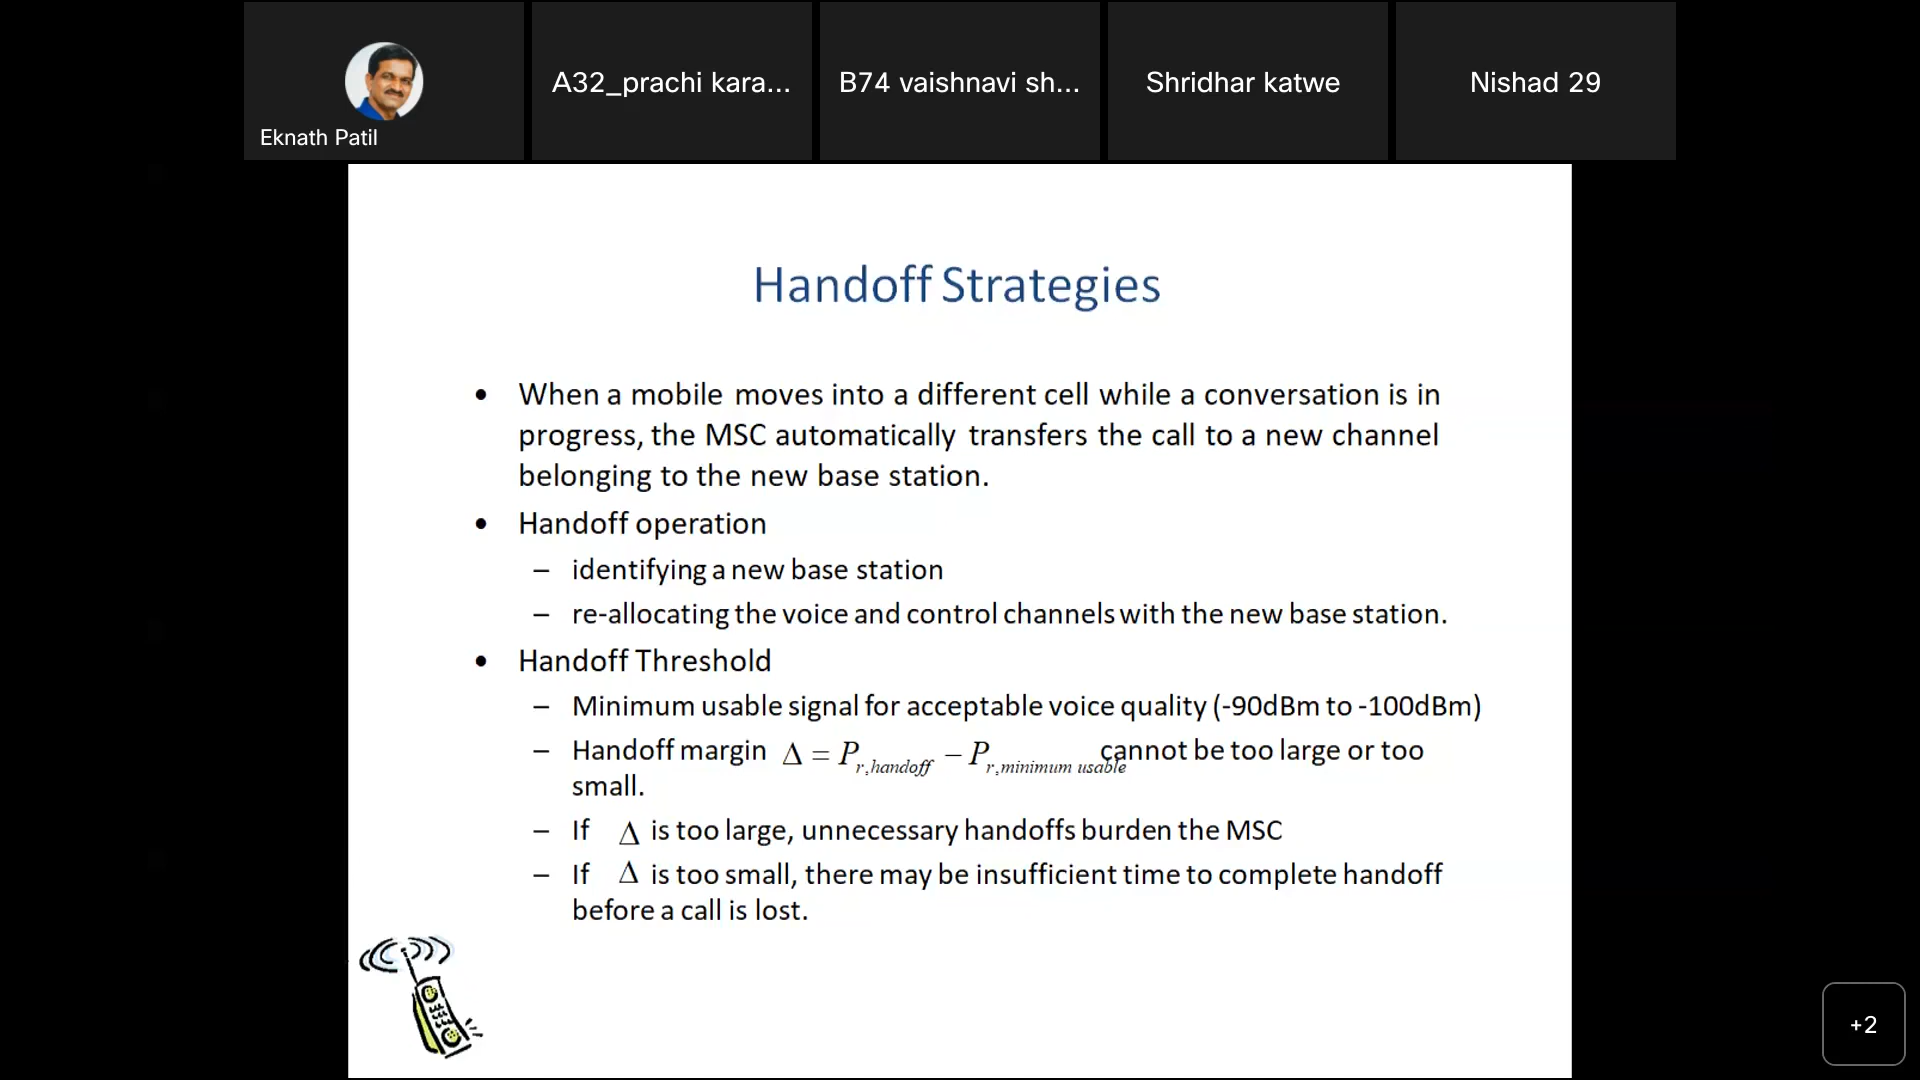 A32_prachi kara...
B74 vaishnavi sh...
Shridhar katwe
Nishad 29
Eknath Patil
Handoff Strategies
• When a mobile moves into a different cell while a conversation is in
progress, the MSC automatically transfers the call to a new channel
belonging to the new base station.
• Handoff operation
– identifying a new base station
– re-allocating the voice and control channels with the new base station.
• Handoff Threshold
– Minimum usable signal for acceptable voice quality (-90dBm to -100dBm)
– Handoff margin Δ = P_{r,handoff} − P_{r,minimum usable} cannot be too large or too
small.
– If Δ is too large, unnecessary handoffs burden the MSC
– If Δ is too small, there may be insufficient time to complete handoff
before a call is lost.
+2